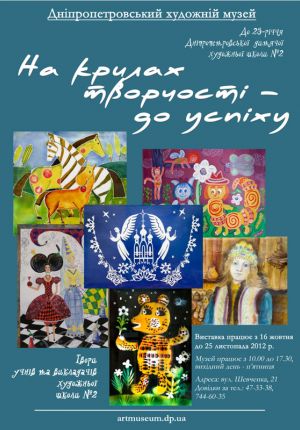 Дніпропетровський художній музей
До 25-річчя
Дніпропетровської дитячої
художньої школи №2
На крилах
творчості –
до успіху
Твори
учнів та викладачів
художньої
школи №2
Виставка працює з 16 жовтня
до 25 листопада 2012 р.
Музей працює з 10.00 до 17.30,
вихідний день - п'ятниця
Адреса: вул. Шевченка, 21
Довідки за тел.: 47-33-38,
744-60-35
artmuseum.dp.ua